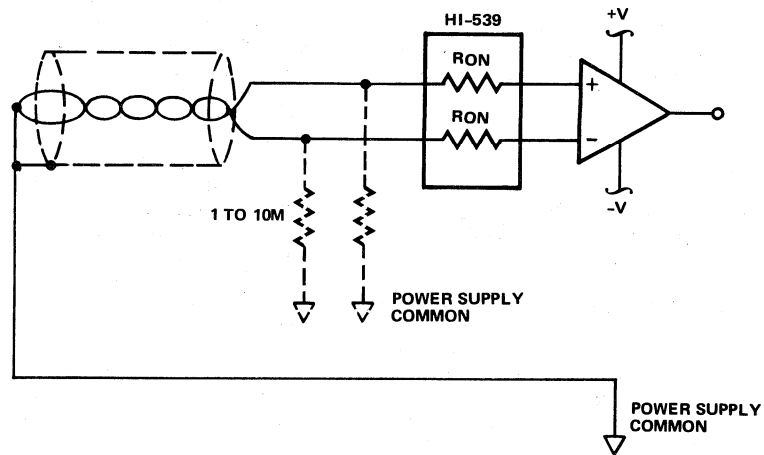 HI-539
+V
RON
+
RON
-
-V
1 TO 10M
POWER SUPPLY
COMMON
POWER SUPPLY
COMMON